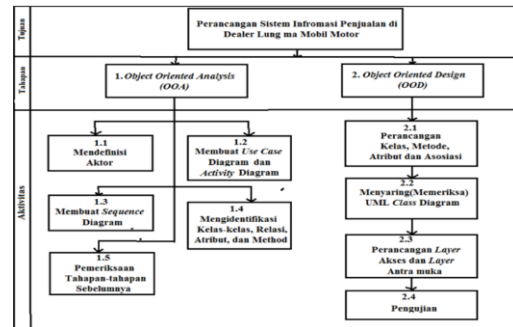 Tujuan
Perancangan Sistem Infromasi Penjualan di
Dealer Lung ma Mobil Motor
Tahapan
1. Object Oriented Analysis
(OOA)
2. Object Oriented Design
(OOD)
Aktivitas
1.1
Mendefinisi
Aktor
1.2
Membuat Use Case
Diagram dan
Activity Diagram
1.3
Membuat Sequence
Diagram
1.4
Mengidentifikasi
Kelas-kelas, Relasi,
Atribut, dan Method
1.5
Pemeriksaan
Tahapan-tahapan
Sebelumnya
2.1
Perancangan
Kelas, Metode,
Atribut dan Asosiasi
2.2
Menyaring(Memeriksa)
UML Class Diagram
2.3
Perancangan Layer
Akses dan Layer
Antra muka
2.4
Pengujian